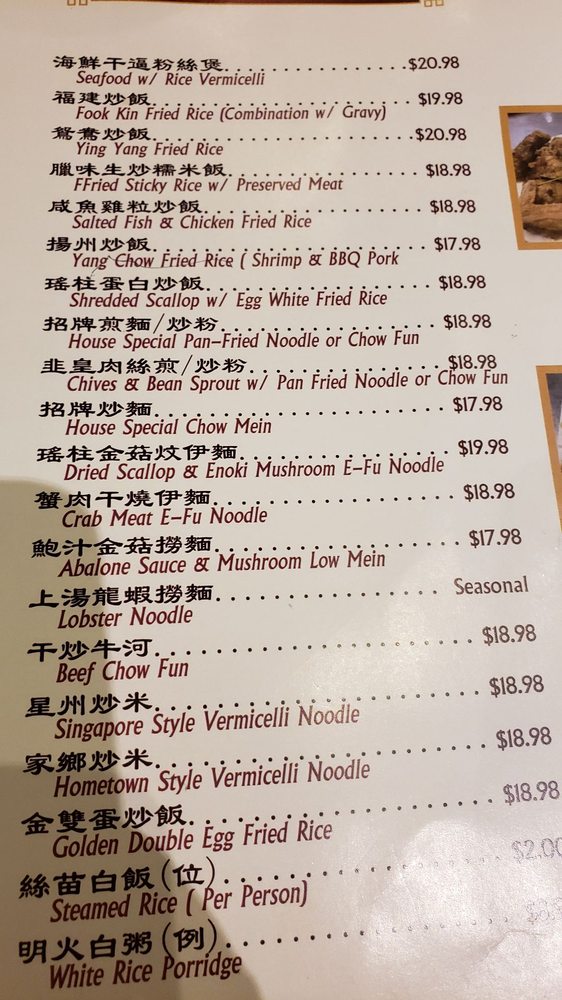 海鮮干逼粉絲煲..................$20.98
Seafood w/ Rice Vermicelli
福建炒飯..................$19.98
Fook Kin Fried Rice (Combination w/ Gravy)
鴛鴦炒飯..................$20.98
Ying Yang Fried Rice
臘味生炒糯米飯..................$18.98
FFried Sticky Rice w/ Preserved Meat
咸魚雞粒炒飯..................$18.98
Salted Fish & Chicken Fried Rice
揚州炒飯..................$17.98
Yang Chow Fried Rice ( Shrimp & BBQ Pork
瑤柱蛋白炒飯..................$18.98
Shredded Scallop w/ Egg White Fried Rice
招牌煎麵/炒粉..................$18.98
House Special Pan-Fried Noodle or Chow Fun
韭皇肉絲煎/炒粉..................$18.98
Chives & Bean Sprout w/ Pan Fried Noodle or Chow Fun
招牌炒麵..................$17.98
House Special Chow Mein
瑤柱金菇炆伊麵..................$19.98
Dried Scallop & Enoki Mushroom E-Fu Noodle
蟹肉干燒伊麵..................$18.98
Crab Meat E-Fu Noodle
鮑汁金菇撈麵..................$17.98
Abalone Sauce & Mushroom Low Mein
上湯龍蝦撈麵.................. Seasonal
Lobster Noodle
干炒牛河..................$18.98
Beef Chow Fun
星州炒米..................$18.98
Singapore Style Vermicelli Noodle
家鄉炒米..................$18.98
Hometown Style Vermicelli Noodle
金雙蛋炒飯..................$18.98
Golden Double Egg Fried Rice
絲苗白飯(位)..................$2.00
Steamed Rice ( Per Person)
明火白粥(例)..................
White Rice Porridge